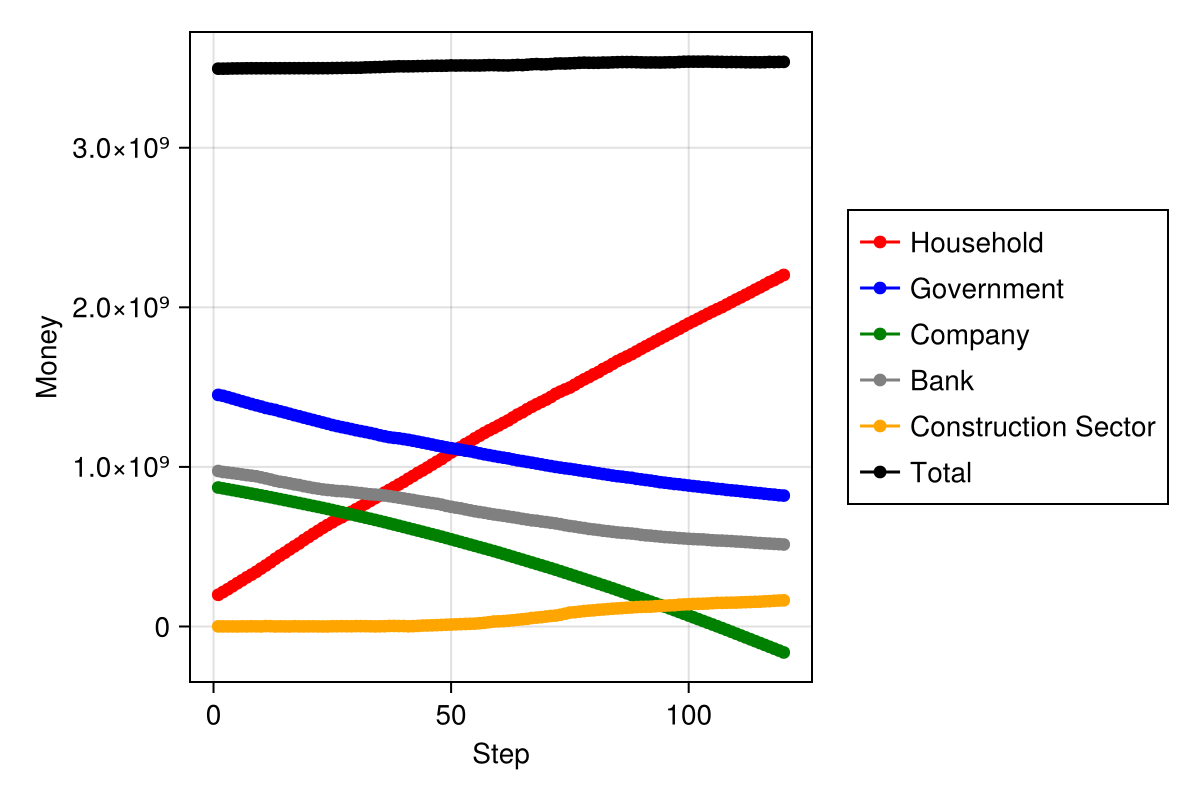 3.0×10⁹
2.0×10⁹
1.0×10⁹
0
Money
0
50
100
Step
Household
Government
Company
Bank
Construction Sector
Total